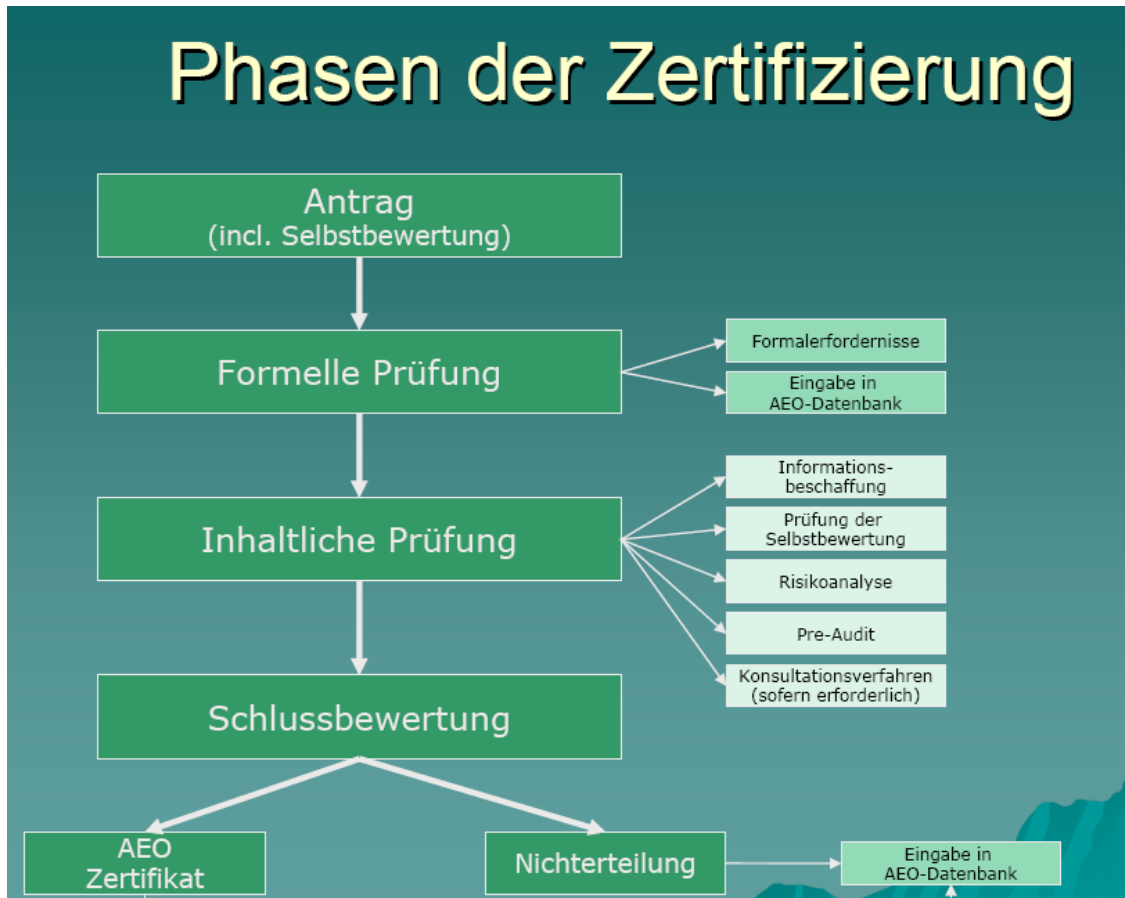 Phasen der Zertifizierung
Antrag
(incl. Selbstbewertung)
Formelle Prüfung
Formalerfordernisse
Eingabe in
AEO-Datenbank
Inhaltliche Prüfung
Informations-
beschaffung
Prüfung der
Selbstbewertung
Risikoanalyse
Pre-Audit
Konsultationsverfahren
(sofern erforderlich)
Schlussbewertung
AEO
Zertifikat
Nichterteilung
Eingabe in
AEO-Datenbank